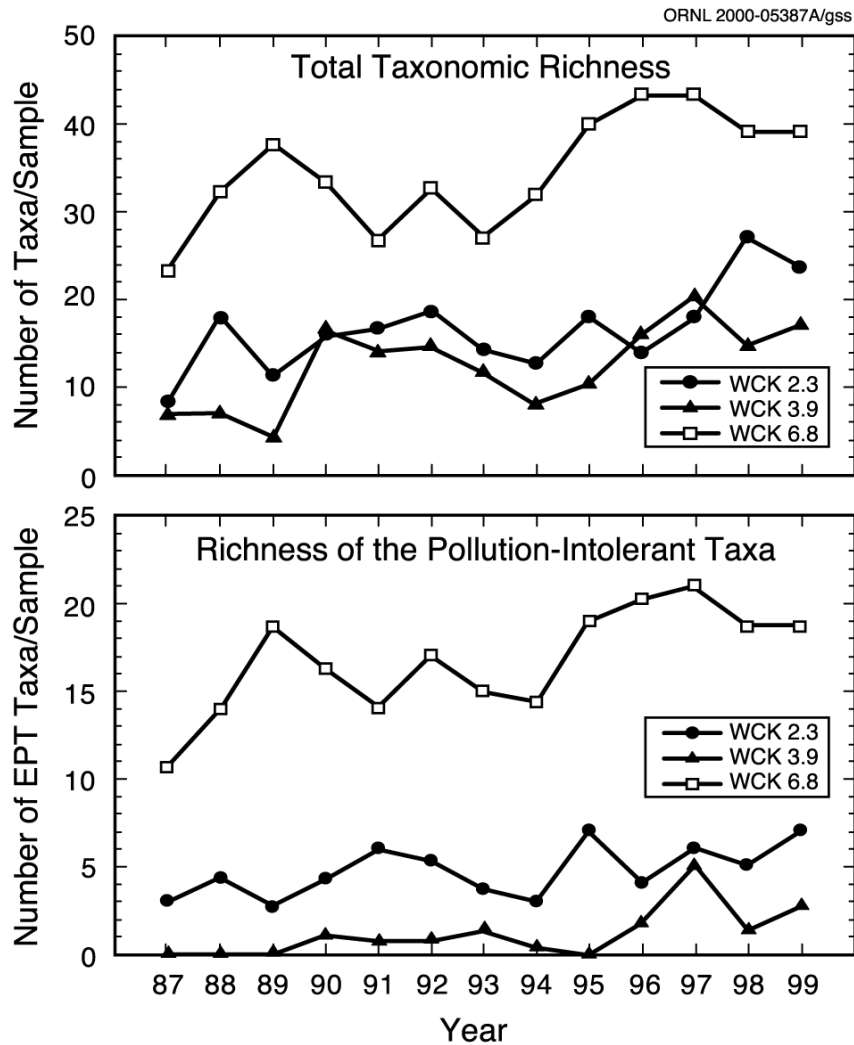 ORNL 2000-05387A/gss
Total Taxonomic Richness
Number of Taxa/Sample
50
40
30
20
10
0
WCK 2.3
WCK 3.9
WCK 6.8
Richness of the Pollution-Intolerant Taxa
Number of EPT Taxa/Sample
25
20
15
10
5
0
WCK 2.3
WCK 3.9
WCK 6.8
87 88 89 90 91 92 93 94 95 96 97 98 99
Year